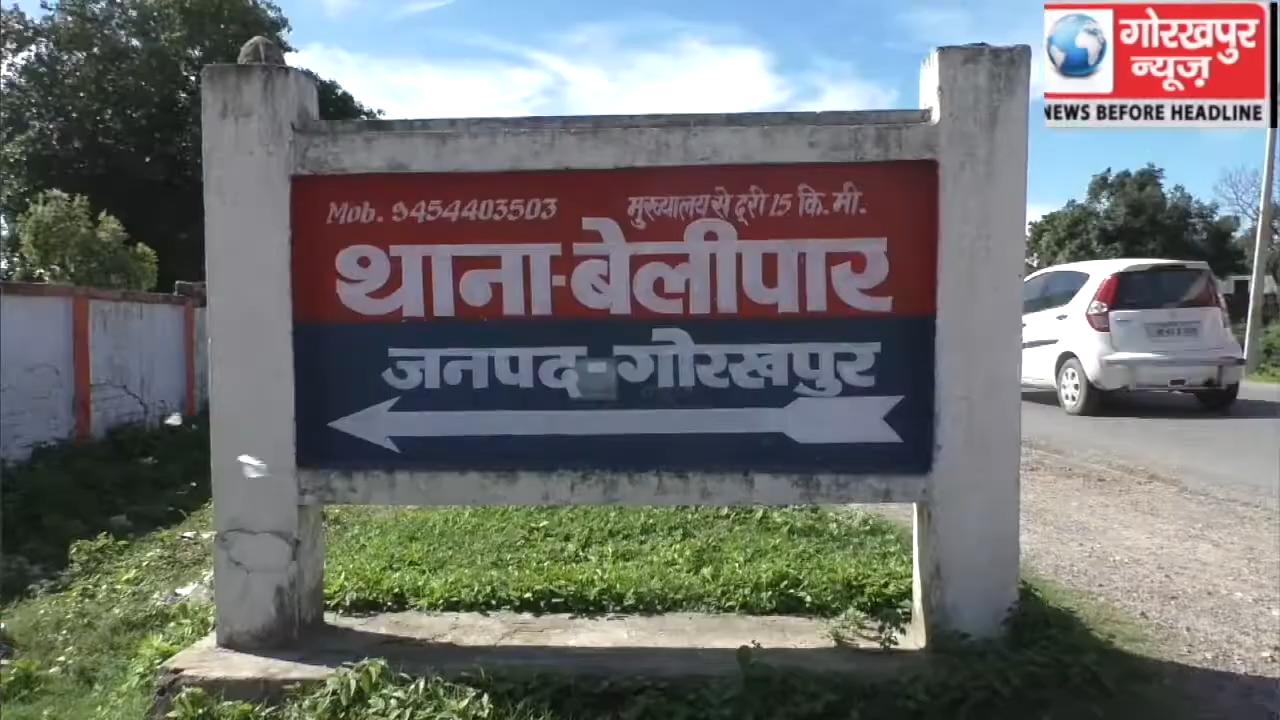 गोरखपुर
न्यूज़
NEWS BEFORE HEADLINE
Mob. 9454403503 मुख्यालय से दूरी 15 कि. मी.
थाना-बेलीपार
जनपद-गोरखपुर